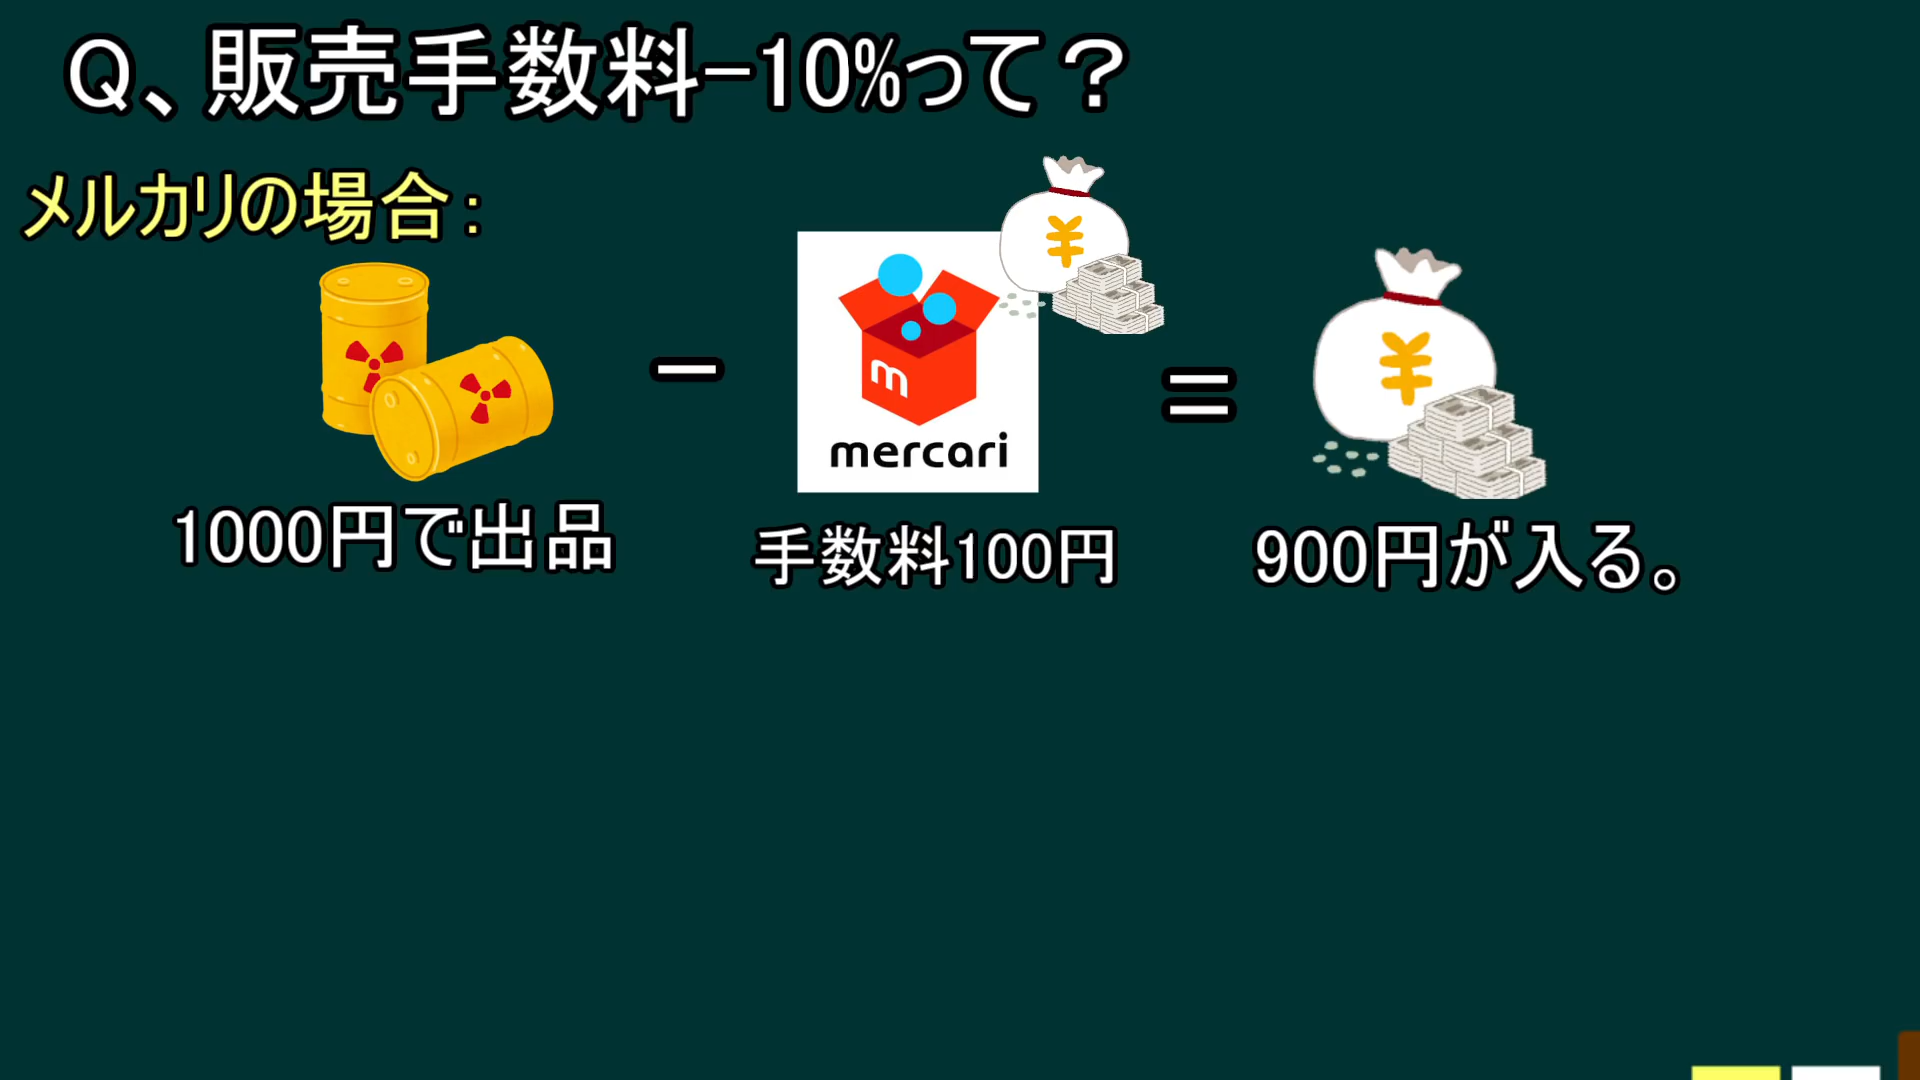 Q、販売手数料-10%って？
メルカリの場合：
¥
¥
m
mercari
－
＝
1000円で出品
手数料100円
900円が入る。